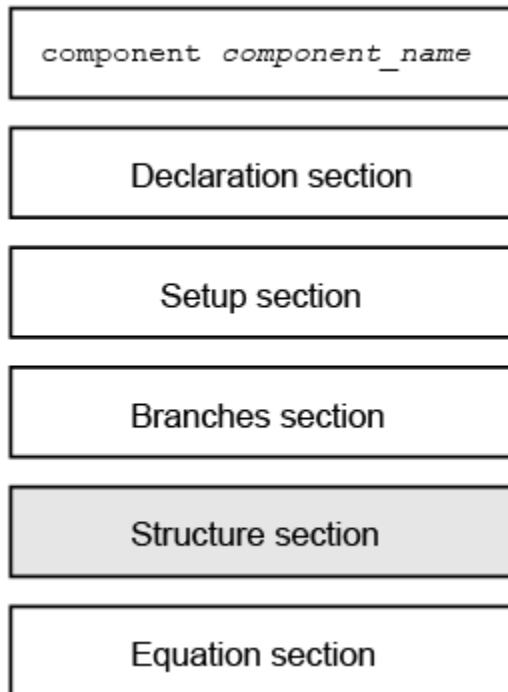 component component_name
Declaration section
Setup section
Branches section
Structure section
Equation section